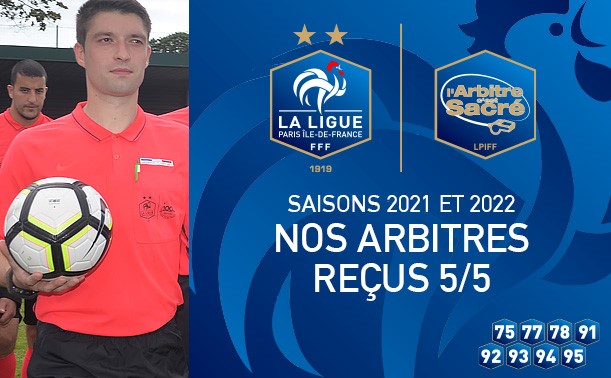 LA LIGUE
PARIS ÎLE-DE-FRANCE
FFF
1919
l'Arbitre
c'est
Sacré
LPIFF
SAISONS 2021 ET 2022
NOS ARBITRES
REÇUS 5/5
75 77 78 91
92 93 94 95